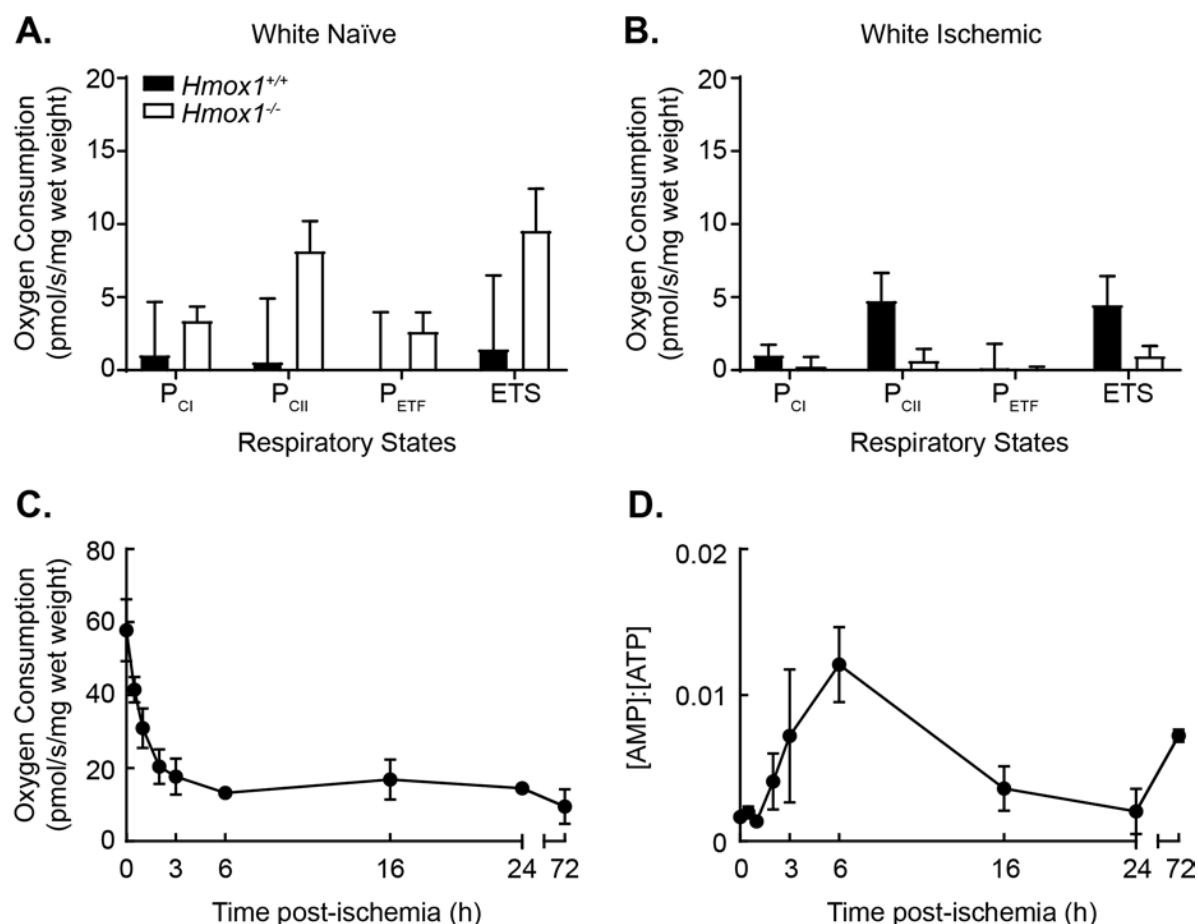 A.
White Naïve
Hmox1+/+
Hmox1-/-
Oxygen Consumption
(pmol/s/mg wet weight)
20
15
10
5
0
PCI
PCII
PETF
ETS
Respiratory States
B.
White Ischemic
Oxygen Consumption
(pmol/s/mg wet weight)
20
15
10
5
0
PCI
PCII
PETF
ETS
Respiratory States
C.
Oxygen Consumption
(pmol/s/mg wet weight)
80
60
40
20
0
0 3 6 16 24 72
Time post-ischemia (h)
D.
[AMP]:[ATP]
0.02
0.01
0
0 3 6 16 24 72
Time post-ischemia (h)